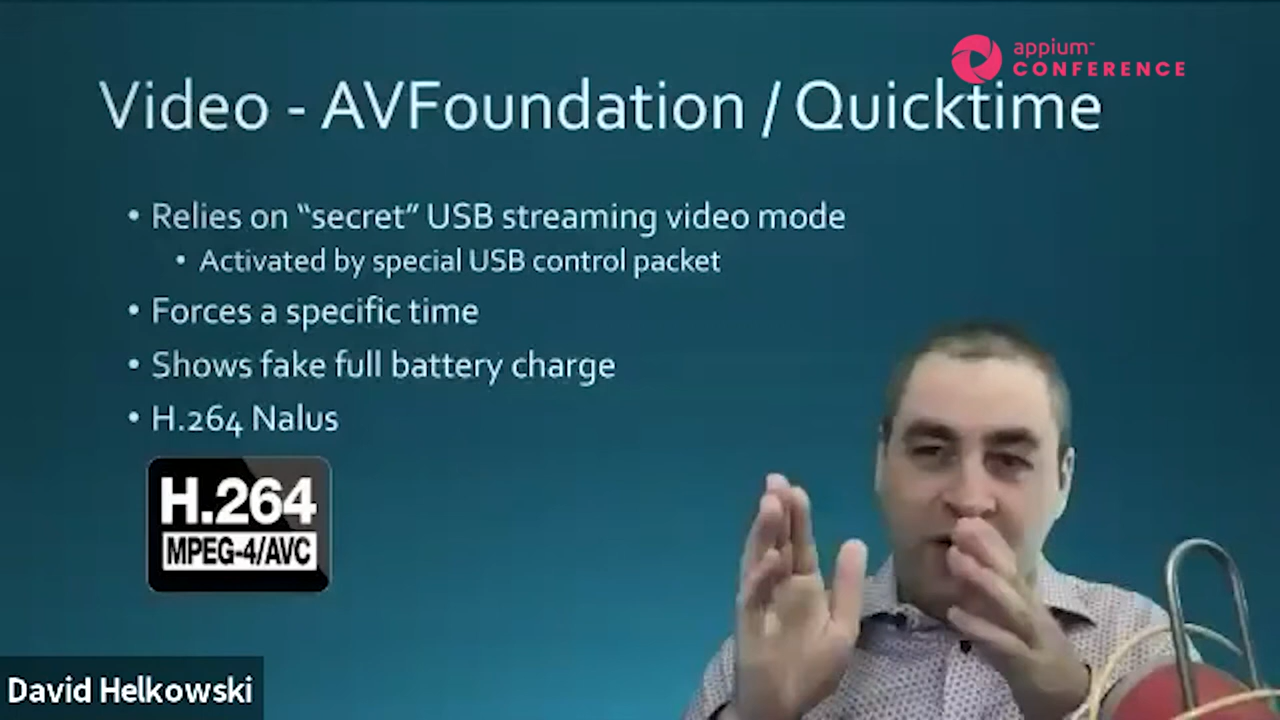 appium™
CONFERENCE
Video - AVFoundation / Quicktime
• Relies on “secret” USB streaming video mode
• Activated by special USB control packet
• Forces a specific time
• Shows fake full battery charge
• H.264 Nalus
H.264
MPEG-4/AVC
David Helkowski